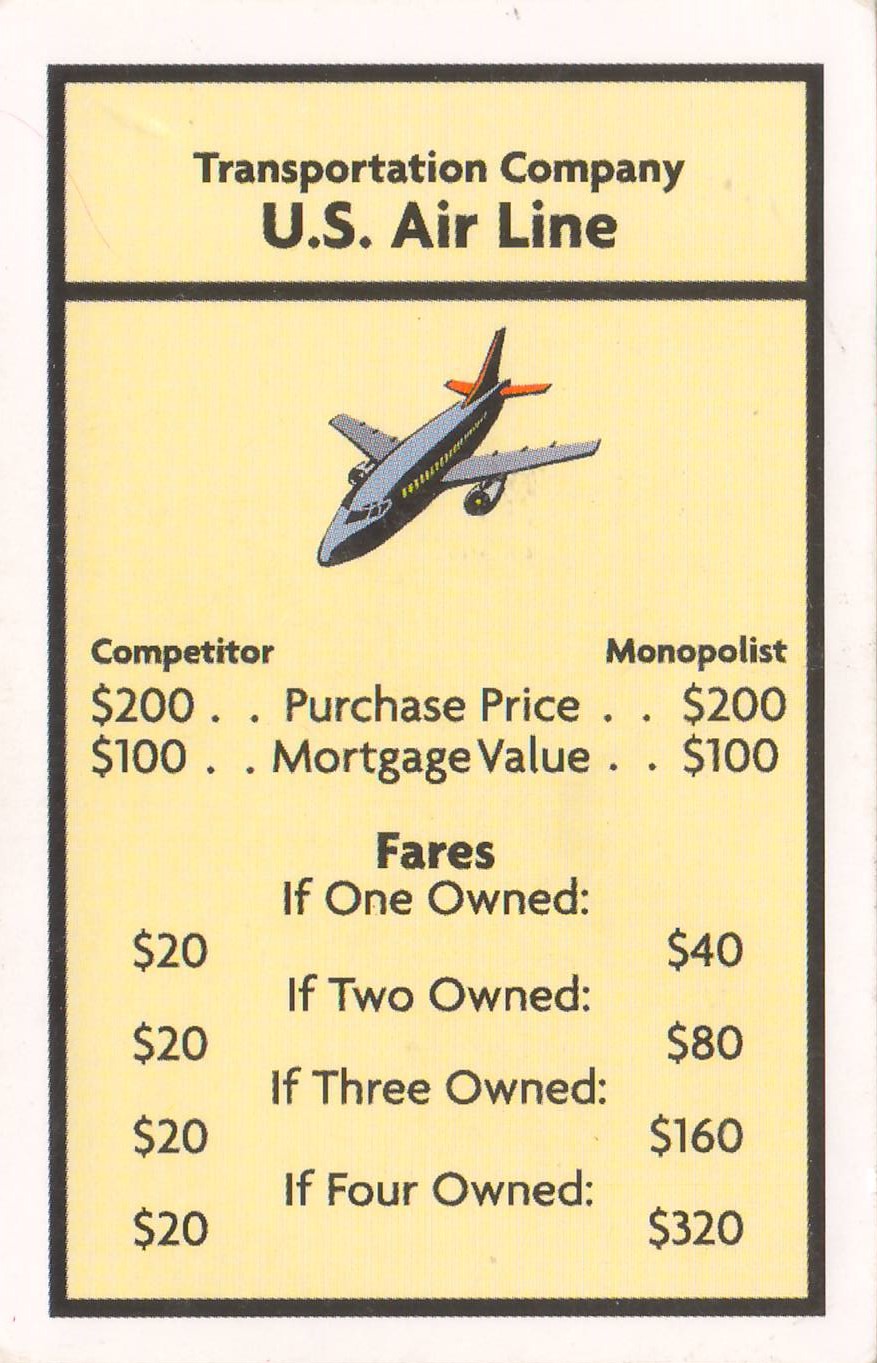 Transportation Company
U.S. Air Line
Competitor Monopolist
$200 . . Purchase Price . . $200
$100 . . Mortgage Value . . $100
Fares
If One Owned:
$20 $40
If Two Owned:
$20 $80
If Three Owned:
$20 $160
If Four Owned:
$20 $320